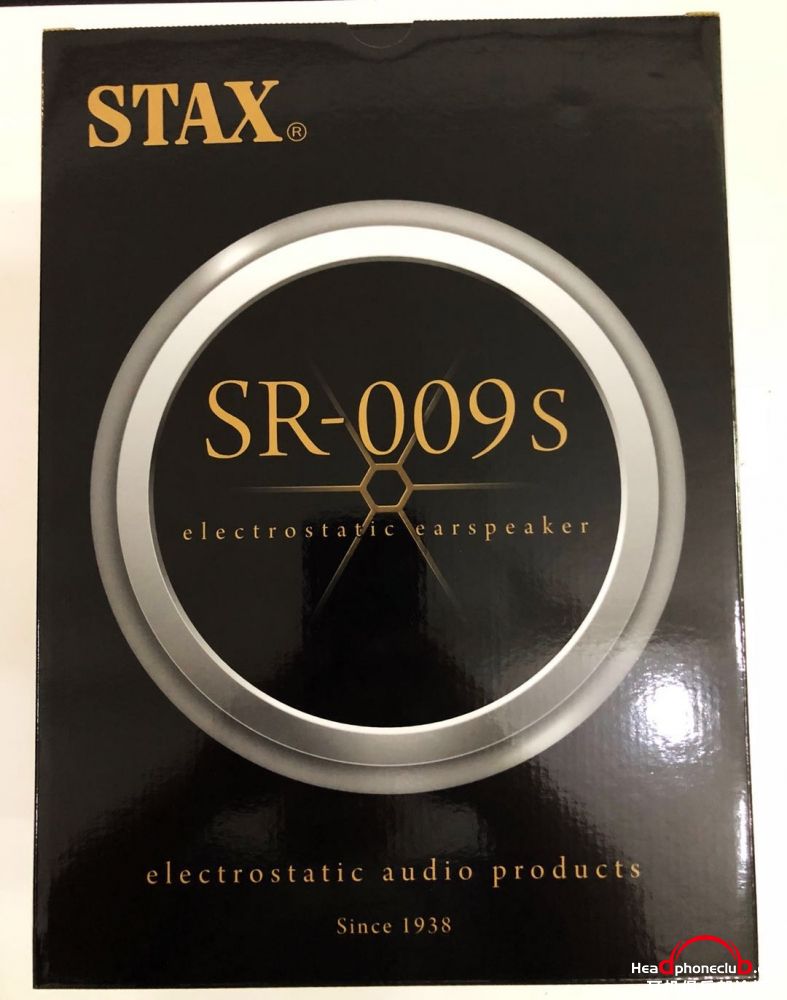 STAX®
SR-009S
electrostatic earspeaker
electrostatic audio products
Since 1938
Headphoneclub.